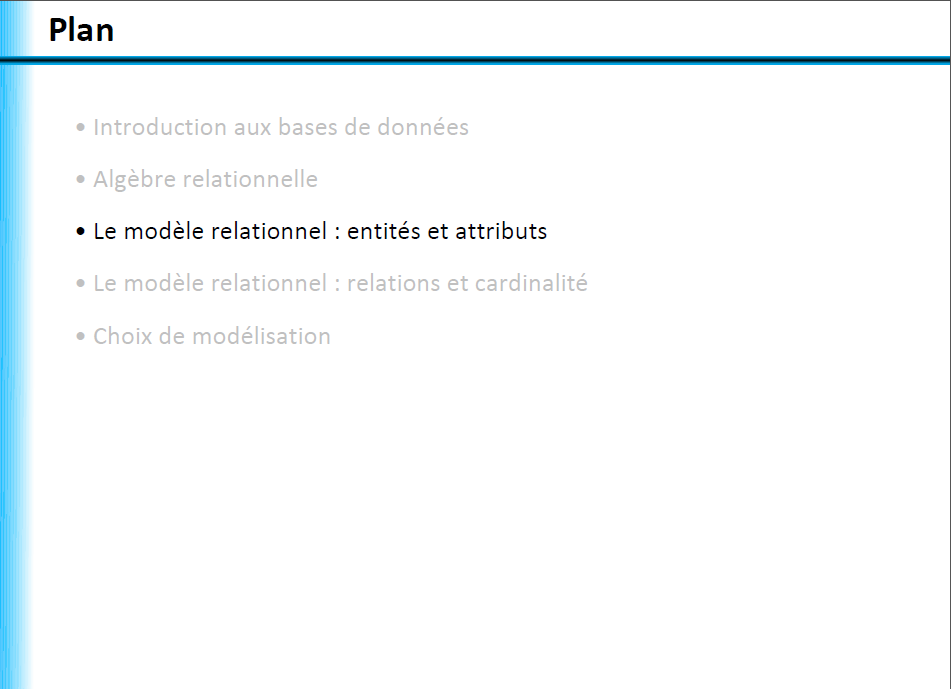 Plan
• Introduction aux bases de données
• Algèbre relationnelle
• Le modèle relationnel : entités et attributs
• Le modèle relationnel : relations et cardinalité
• Choix de modélisation